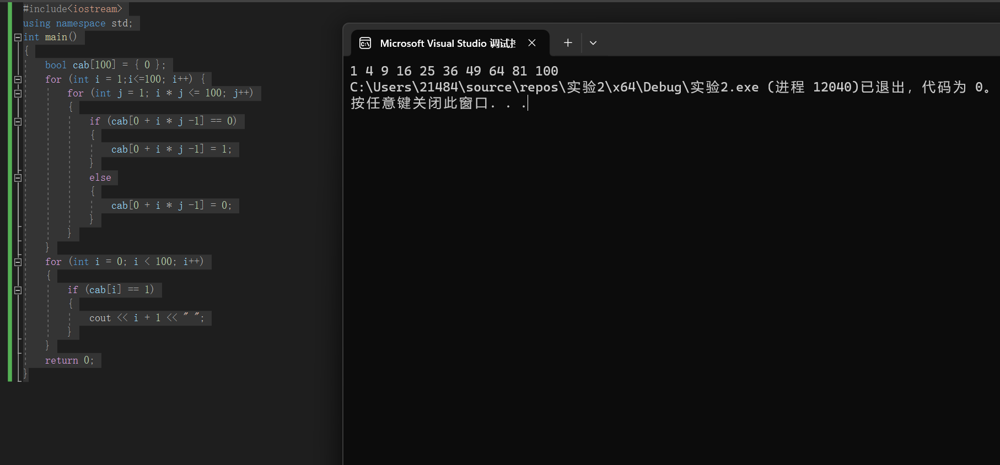 #include<iostream>
using namespace std;
int main()
{
bool cab[100] = { 0 };
for (int i = 1;i<=100; i++) {
for (int j = 1; i * j <= 100; j++)
{
if (cab[0 + i * j -1] == 0)
{
cab[0 + i * j -1] = 1;
}
else
{
cab[0 + i * j -1] = 0;
}
}
}
for (int i = 0; i < 100; i++)
{
if (cab[i] == 1)
{
cout << i + 1 << " ";
}
}
return 0;
}
Microsoft Visual Studio 调试
1 4 9 16 25 36 49 64 81 100
C:\Users\21484\source\repos\实验2\x64\Debug\实验2.exe (进程 12040)已退出，代码为 0。
按任意键关闭此窗口. . .